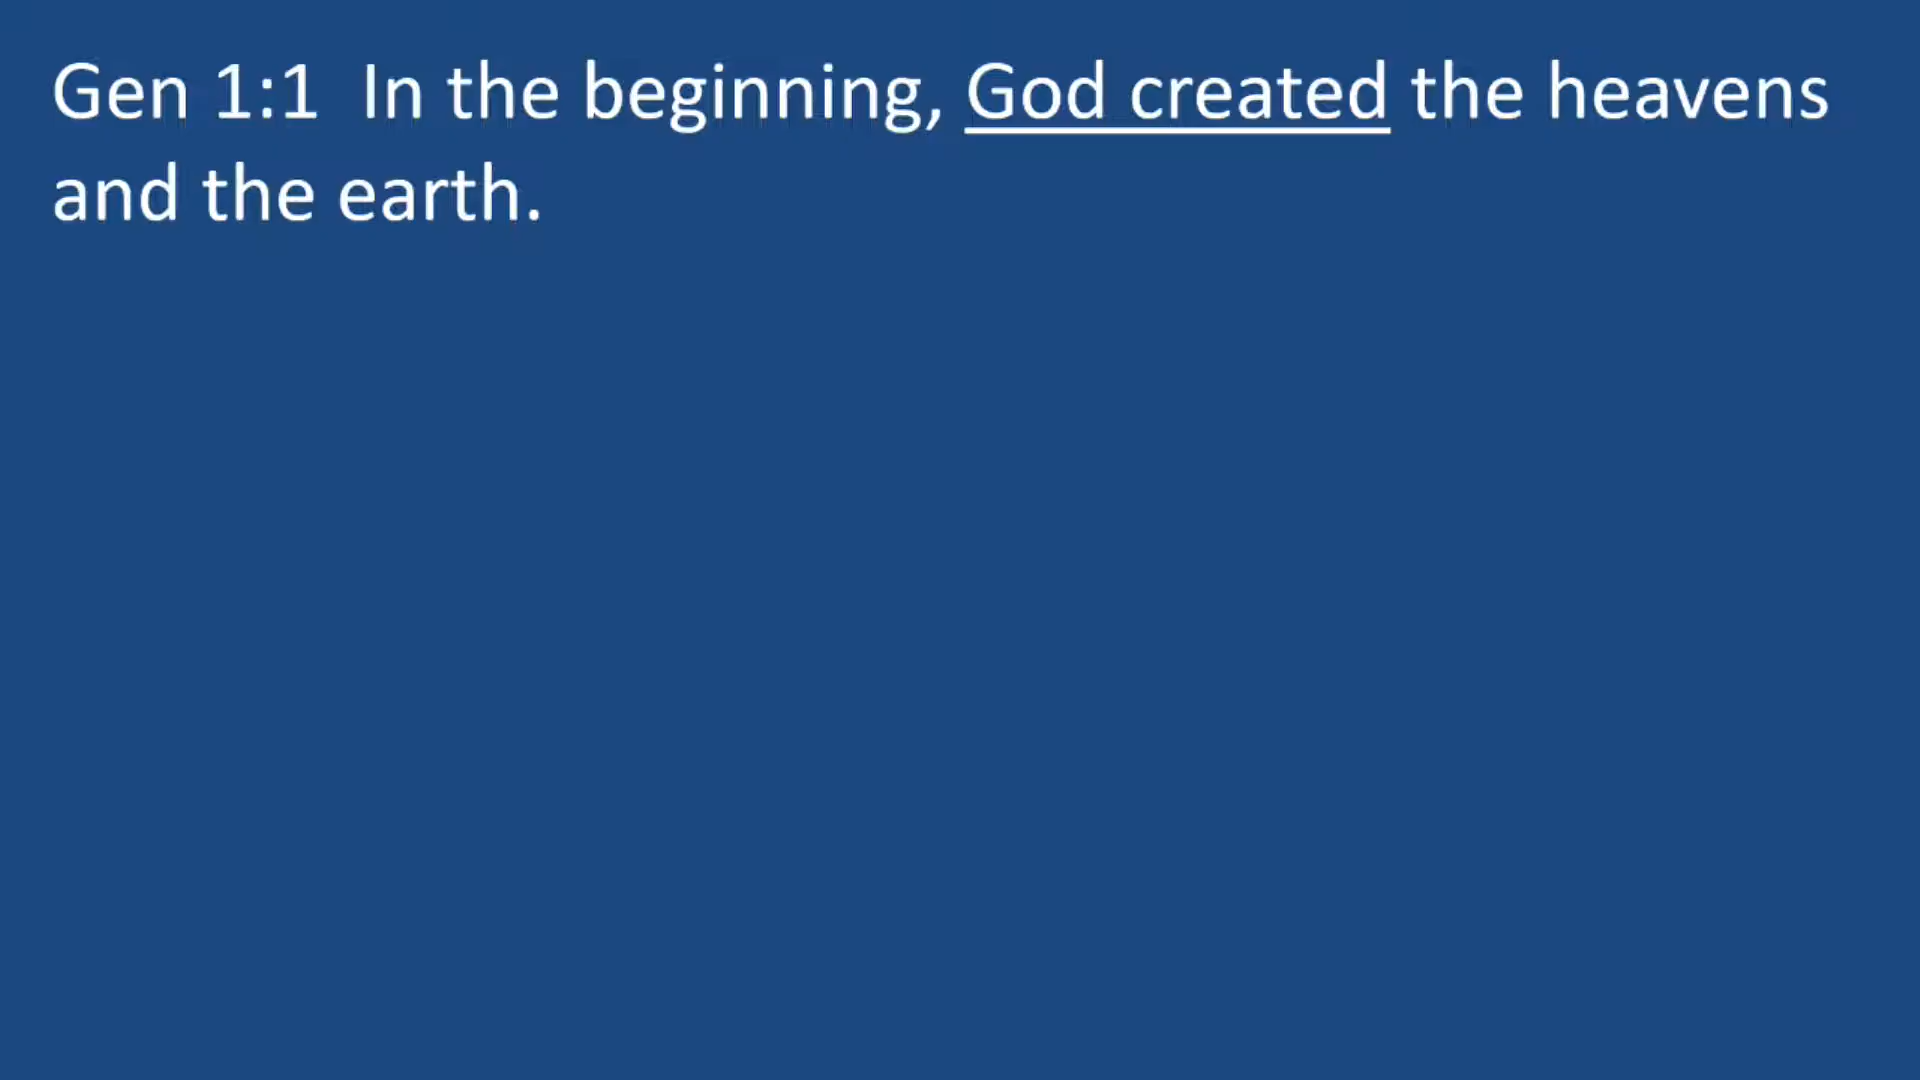 Gen 1:1  In the beginning, God created the heavens
and the earth.